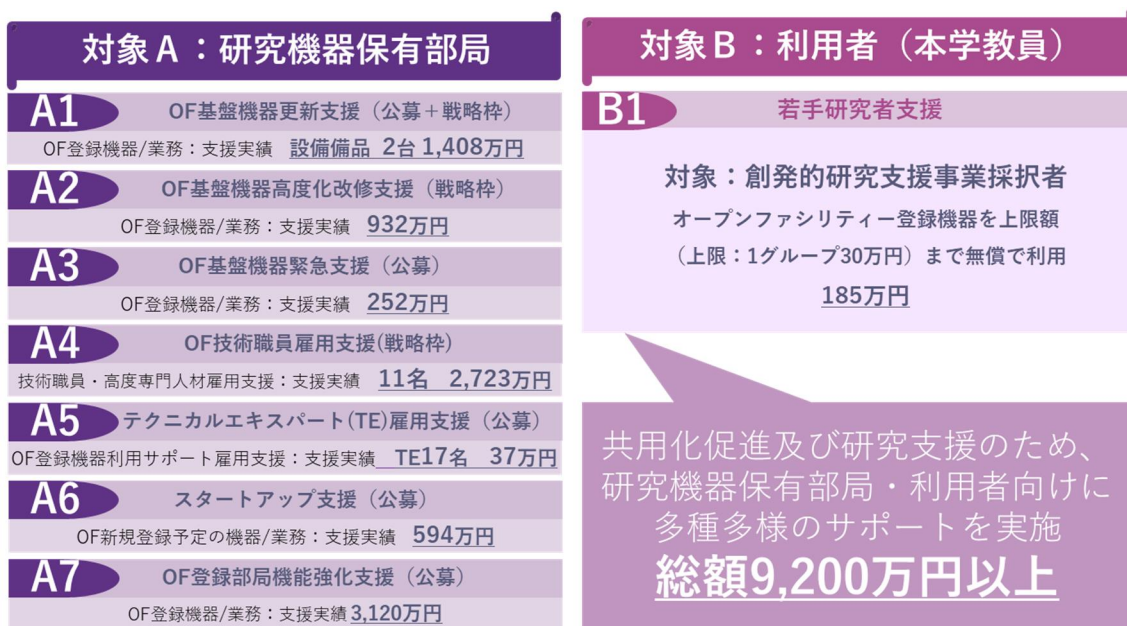 対象A：研究機器保有部局
A1 OF基盤機器更新支援（公募＋戦略枠）
OF登録機器/業務：支援実績 設備備品 2台 1,408万円
A2 OF基盤機器高度化改修支援（戦略枠）
OF登録機器/業務：支援実績 932万円
A3 OF基盤機器緊急支援（公募）
OF登録機器/業務：支援実績 252万円
A4 OF技術職員雇用支援(戦略枠)
技術職員・高度専門人材雇用支援：支援実績 11名 2,723万円
A5 テクニカルエキスパート(TE)雇用支援（公募）
OF登録機器利用サポート雇用支援：支援実績 TE17名 37万円
A6 スタートアップ支援（公募）
OF新規登録予定の機器/業務：支援実績 594万円
A7 OF登録部局機能強化支援（公募）
OF登録機器/業務：支援実績 3,120万円
対象B：利用者（本学教員）
B1 若手研究者支援
対象：創発的研究支援事業採択者
オープンファシリティー登録機器を上限額
（上限：1グループ30万円）まで無償で利用
185万円
共用化促進及び研究支援のため、
研究機器保有部局・利用者向けに
多種多様のサポートを実施
総額9,200万円以上